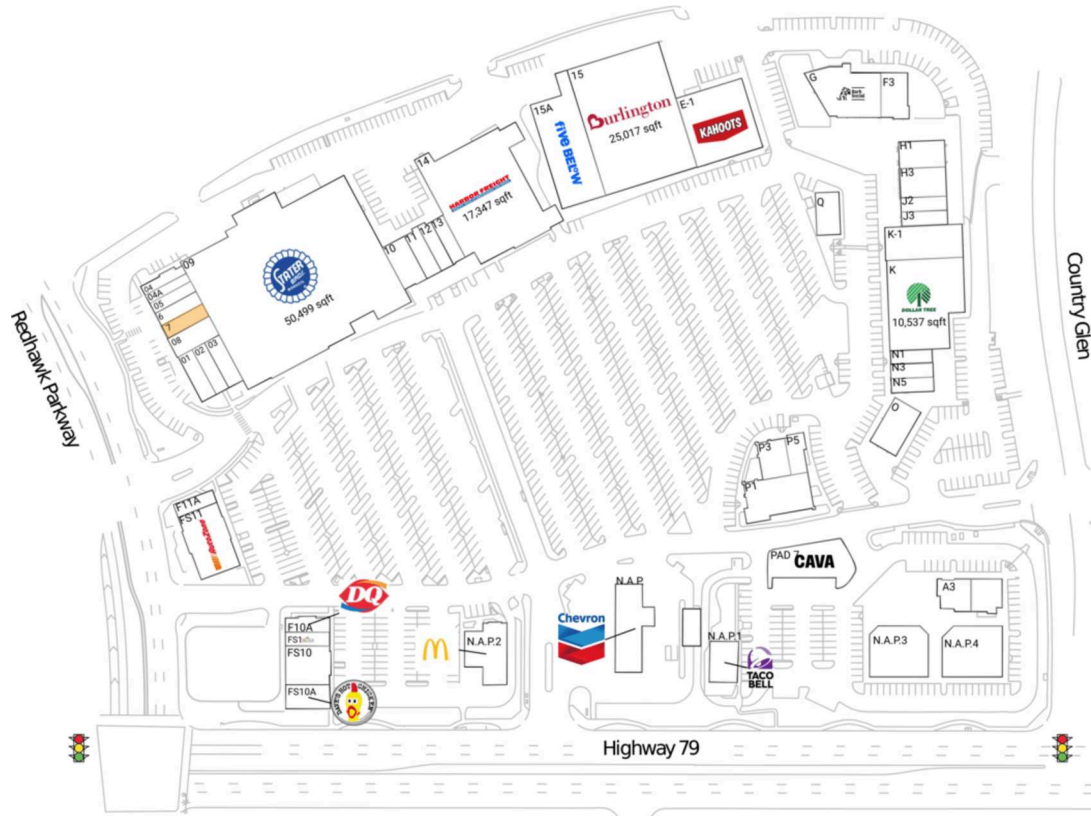 G
F3
15
15A
Burlington
25,017 sqft
five BELOW
E-1
KAHOOTS
14
HARBOR FREIGHT
17,347 sqft
H1
H3
J2
J3
Q
K-1
K
DOLLAR TREE
10,537 sqft
N1
N3
N5
O
10
11
12
13
09
STATER
BROS
50,499 sqft
04
04A
05
6
7
08
01
02
03
Redhawk Parkway
Country Glen
P3
P5
P1
F11A
FS11
AutoZone
PAD 7
CAVA
A3
N.A.P.3
N.A.P.4
DQ
F10A
FS1
FS10
FS10A
DAVE'S HOT CHICKEN
N.A.P.2
Chevron
N.A.P
N.A.P.1
TACO
BELL
Highway 79